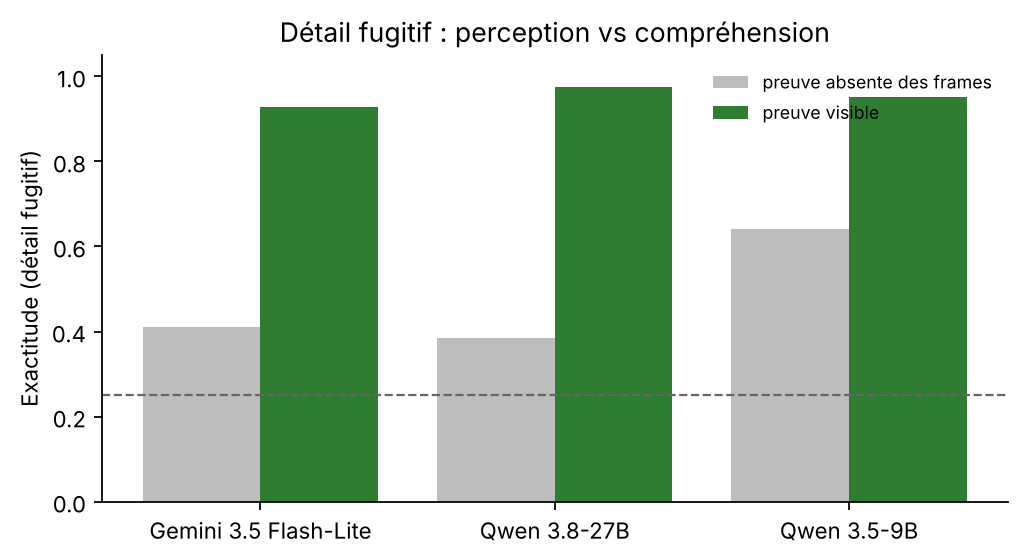 Détail fugitif : perception vs compréhension
preuve absente des frames
preuve visible
Exactitude (détail fugitif)
1.0
0.8
0.6
0.4
0.2
0.0
Gemini 3.5 Flash-Lite
Qwen 3.8-27B
Qwen 3.5-9B